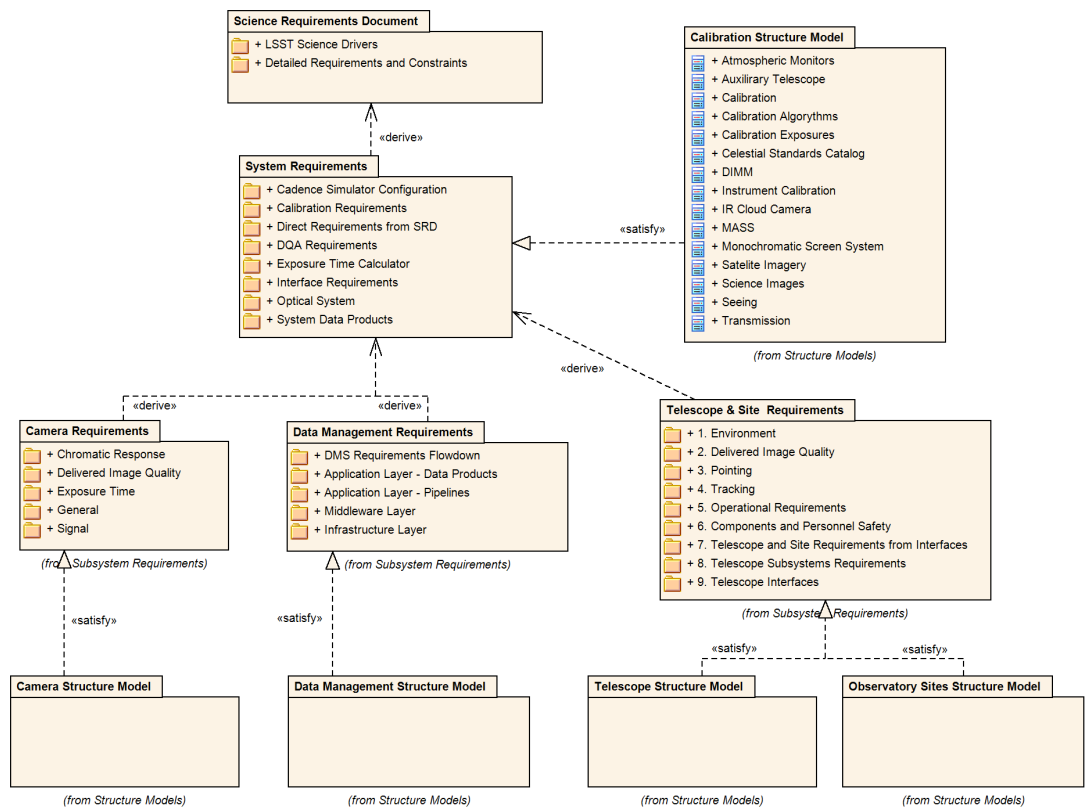 Science Requirements Document
+ LSST Science Drivers
+ Detailed Requirements and Constraints
Calibration Structure Model
+ Atmospheric Monitors
+ Auxilirary Telescope
+ Calibration
+ Calibration Algorythms
+ Calibration Exposures
+ Celestial Standards Catalog
+ DIMM
+ Instrument Calibration
+ IR Cloud Camera
+ MASS
+ Monochromatic Screen System
+ Satelite Imagery
+ Science Images
+ Seeing
+ Transmission
(from Structure Models)
«derive»
System Requirements
+ Cadence Simulator Configuration
+ Calibration Requirements
+ Direct Requirements from SRD
+ DQA Requirements
+ Exposure Time Calculator
+ Interface Requirements
+ Optical System
+ System Data Products
«satisfy»
«derive»
«derive»
«derive»
Camera Requirements
+ Chromatic Response
+ Delivered Image Quality
+ Exposure Time
+ General
+ Signal
(from Subsystem Requirements)
Data Management Requirements
+ DMS Requirements Flowdown
+ Application Layer - Data Products
+ Application Layer - Pipelines
+ Middleware Layer
+ Infrastructure Layer
(from Subsystem Requirements)
Telescope & Site Requirements
+ 1. Environment
+ 2. Delivered Image Quality
+ 3. Pointing
+ 4. Tracking
+ 5. Operational Requirements
+ 6. Components and Personnel Safety
+ 7. Telescope and Site Requirements from Interfaces
+ 8. Telescope Subsystems Requirements
+ 9. Telescope Interfaces
(from Subsystem Requirements)
«satisfy»
«satisfy»
«satisfy»
«satisfy»
Camera Structure Model
(from Structure Models)
Data Management Structure Model
(from Structure Models)
Telescope Structure Model
(from Structure Models)
Observatory Sites Structure Model
(from Structure Models)